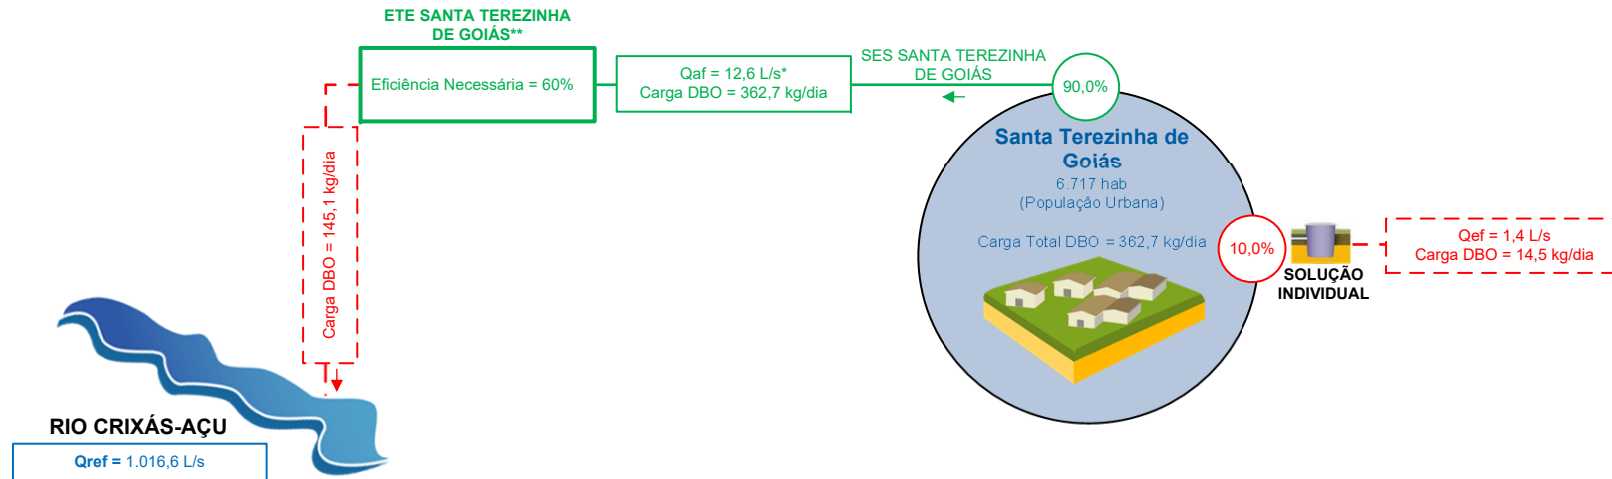 ETE SANTA TEREZINHA
DE GOIÁS**
Eficiência Necessária = 60%
Qaf = 12,6 L/s*
Carga DBO = 362,7 kg/dia
SES SANTA TEREZINHA
DE GOIÁS
90,0%
Santa Terezinha de
Goiás
6.717 hab
(População Urbana)
Carga Total DBO = 362,7 kg/dia
10,0%
SOLUÇÃO
INDIVIDUAL
Qef = 1,4 L/s
Carga DBO = 14,5 kg/dia
Carga DBO = 145,1 kg/dia
RIO CRIXÁS-AÇU
Qref = 1.016,6 L/s